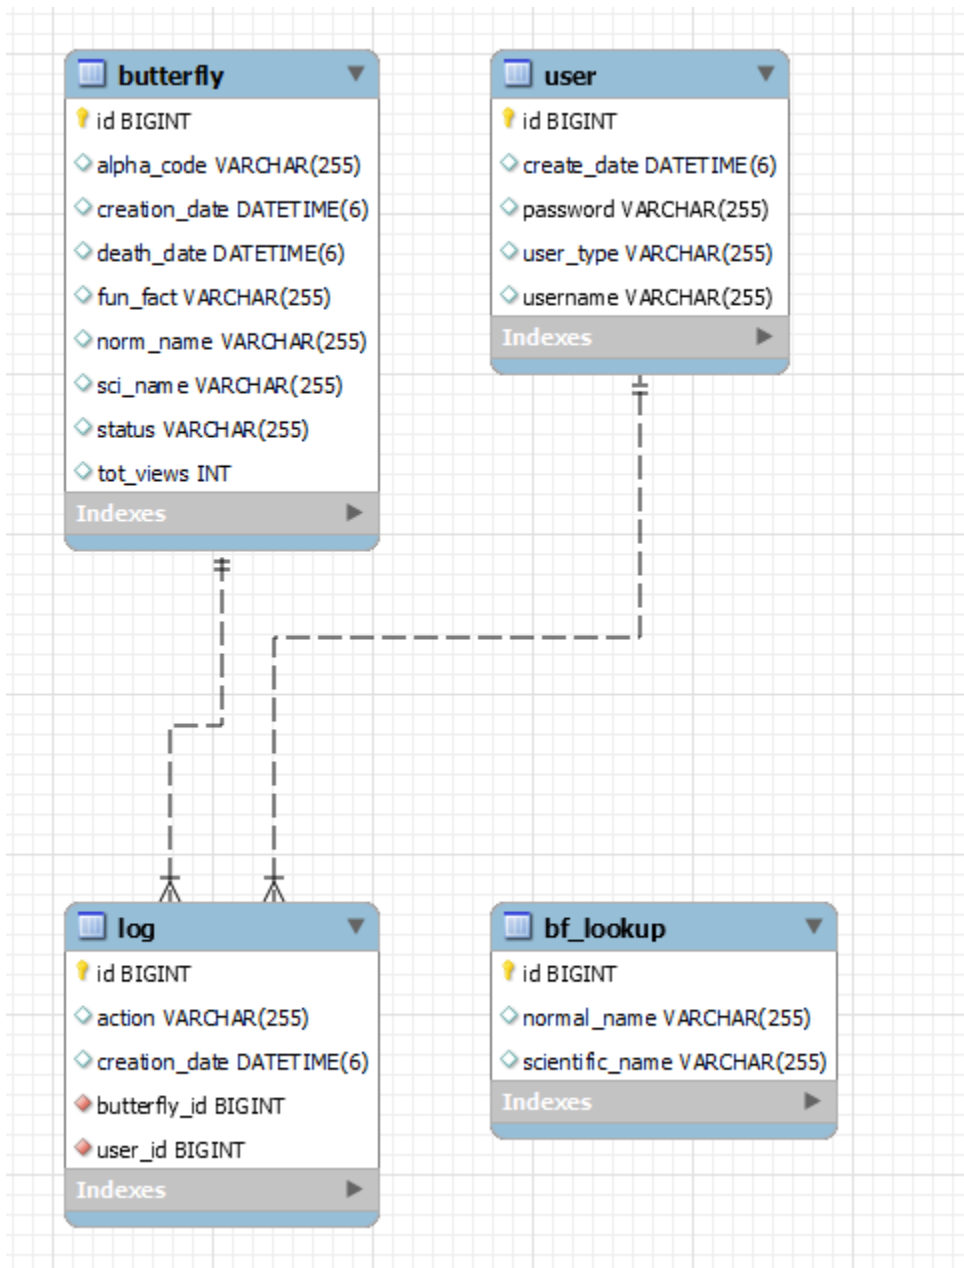 butterfly
id BIGINT
alpha_code VARCHAR(255)
creation_date DATETIME(6)
death_date DATETIME(6)
fun_fact VARCHAR(255)
norm_name VARCHAR(255)
sci_name VARCHAR(255)
status VARCHAR(255)
tot_views INT
Indexes
user
id BIGINT
create_date DATETIME(6)
password VARCHAR(255)
user_type VARCHAR(255)
username VARCHAR(255)
Indexes
log
id BIGINT
action VARCHAR(255)
creation_date DATETIME(6)
butterfly_id BIGINT
user_id BIGINT
Indexes
bf_lookup
id BIGINT
normal_name VARCHAR(255)
scientific_name VARCHAR(255)
Indexes